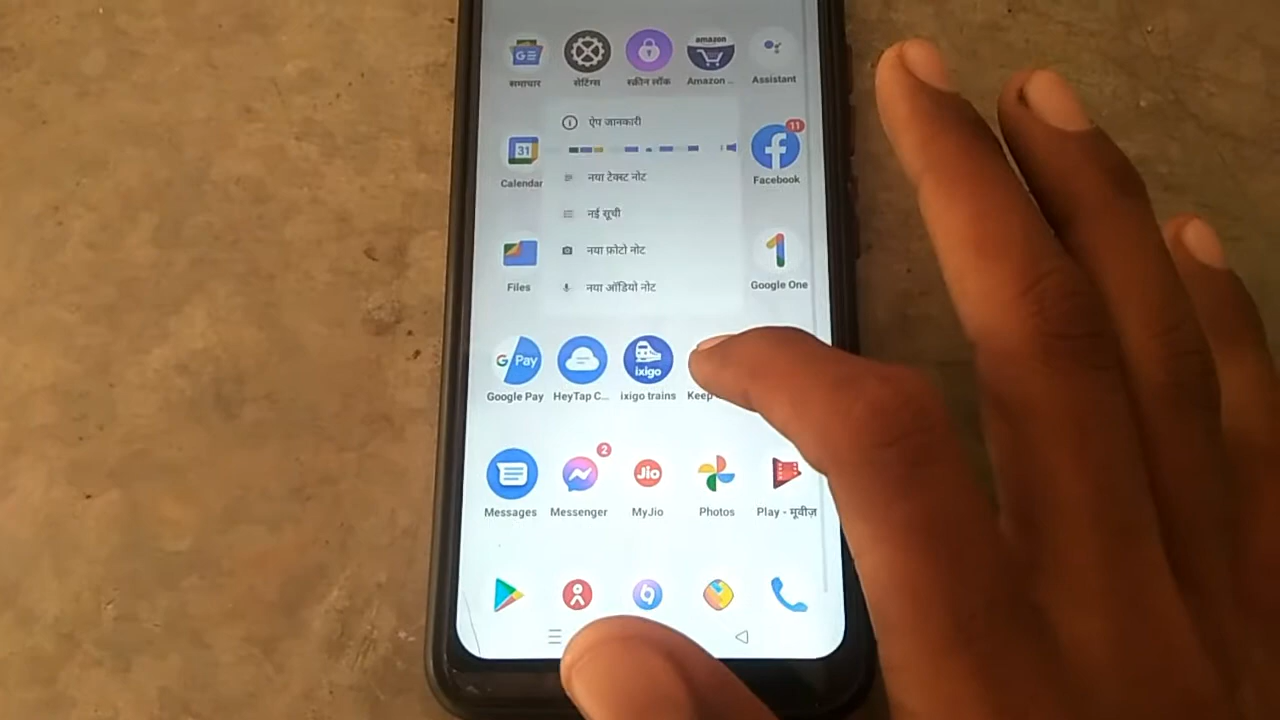 समाचार सेटिंग्स स्क्रीन लॉक Amazon .. Assistant
amazon
ऐप जानकारी
31
11
Calendar Facebook
नया टेक्स्ट नोट
नई सूची
नया फ़ोटो नोट
Files Google One
नया ऑडियो नोट
G Pay
ixigo
Google Pay HeyTap C... ixigo trains Keep
2
Jio
Messages Messenger MyJio Photos Play - मूवीज़